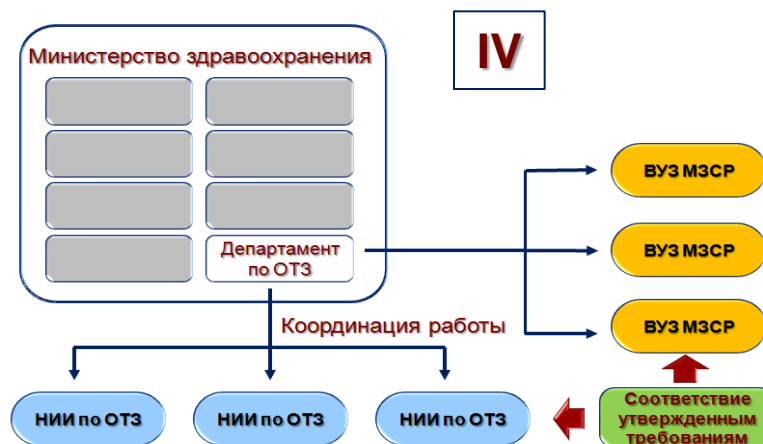 IV
Министерство здравоохранения
Департамент
по ОТЗ
ВУЗ МЗСР
ВУЗ МЗСР
ВУЗ МЗСР
Координация работы
НИИ по ОТЗ
НИИ по ОТЗ
НИИ по ОТЗ
Соответствие
утвержденным
требованиям